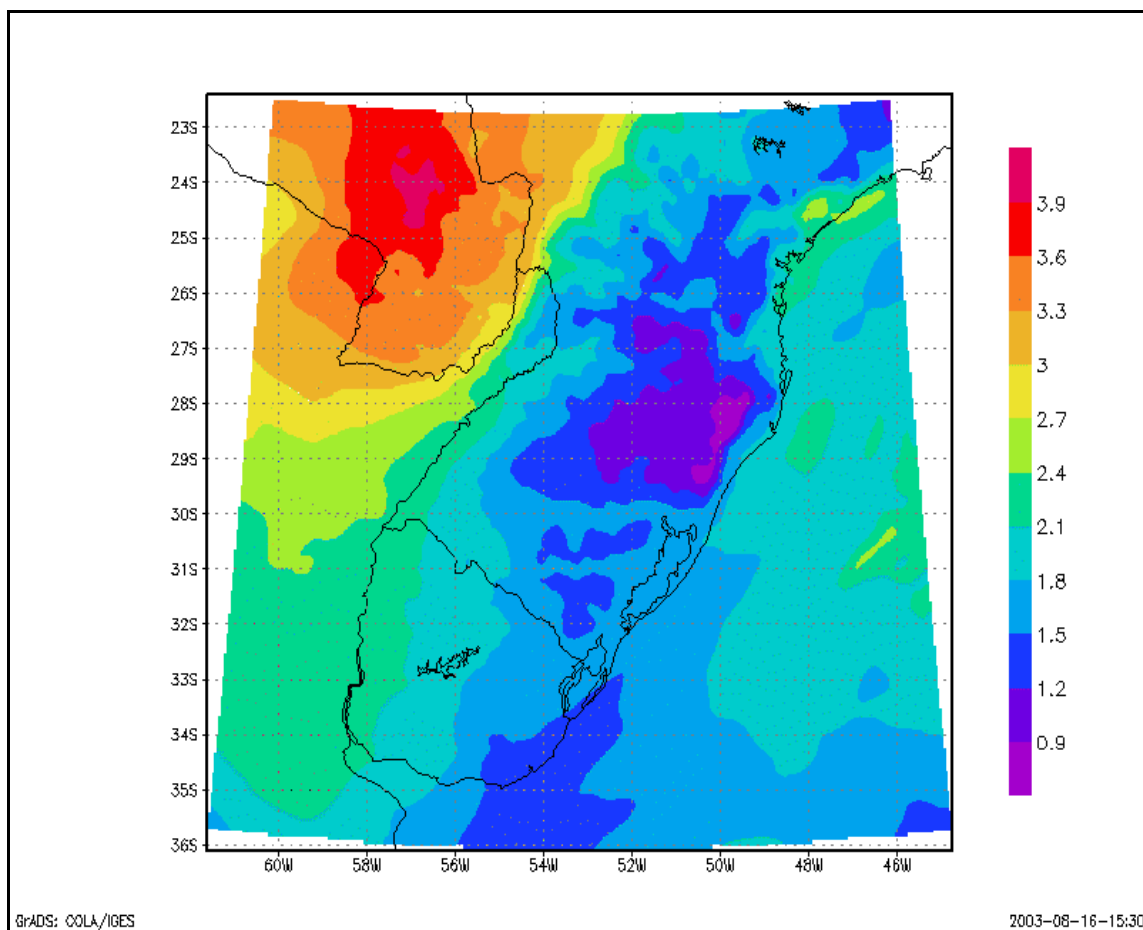 23S
24S
25S
26S
27S
28S
29S
30S
31S
32S
33S
34S
35S
36S
60W 58W 56W 54W 52W 50W 48W 46W
3.9
3.6
3.3
3
2.7
2.4
2.1
1.8
1.5
1.2
0.9
GrADS: COLA/IGES 2003-08-16-15:30